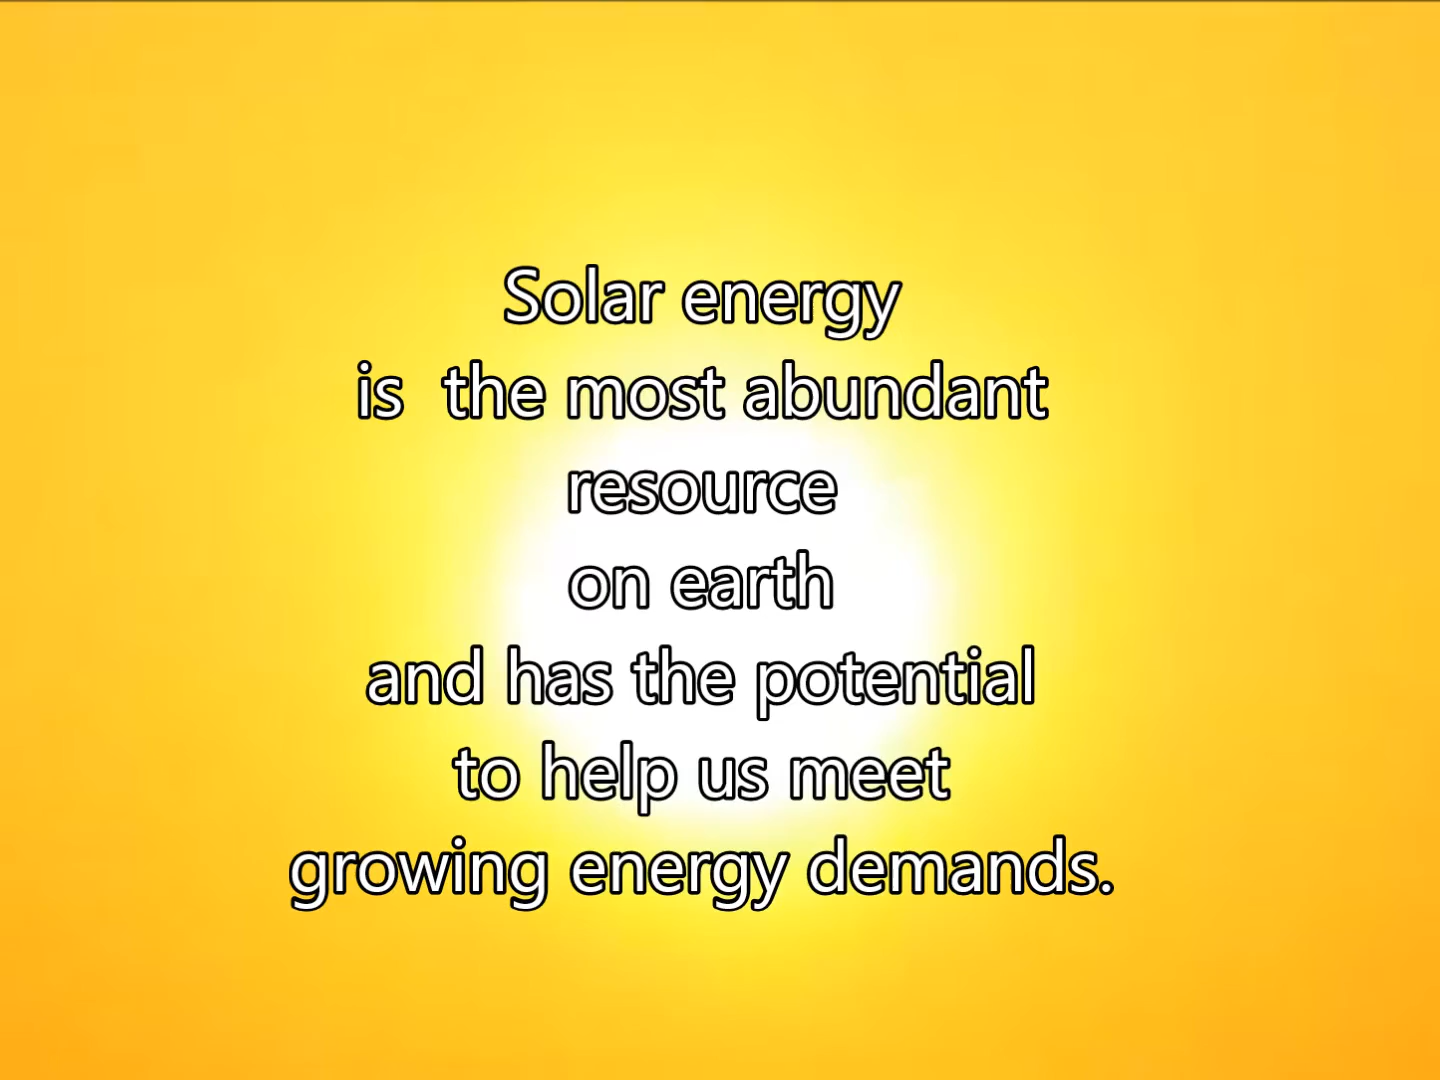 Solar energy
is  the most abundant
resource
on earth
and has the potential
to help us meet
growing energy demands.